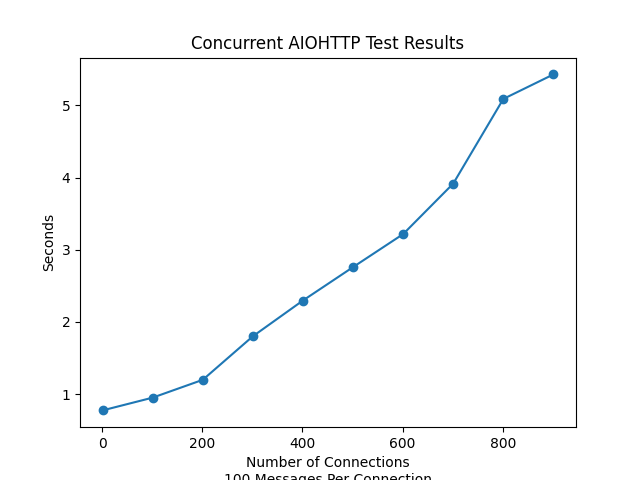 Concurrent AIOHTTP Test Results
5
4
3
2
1
Seconds
0 200 400 600 800
Number of Connections
100 Messages Per Connection